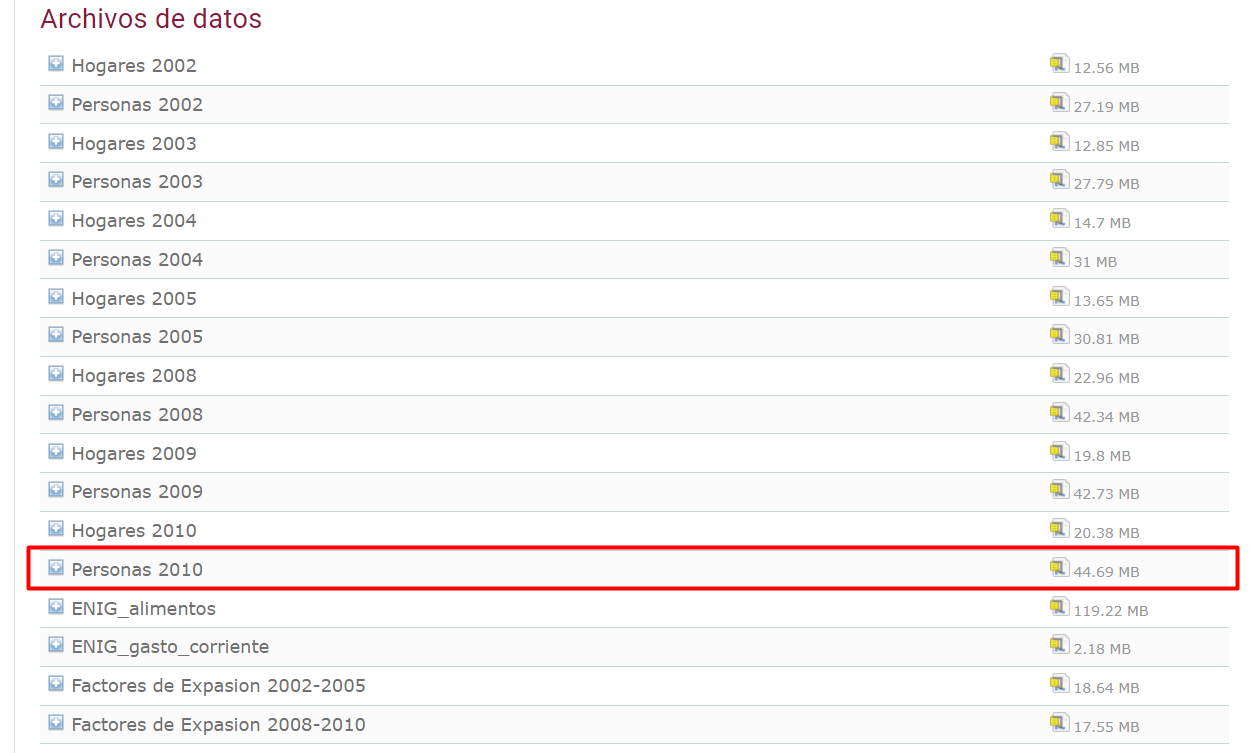 Archivos de datos
Hogares 2002 12.56 MB
Personas 2002 27.19 MB
Hogares 2003 12.85 MB
Personas 2003 27.79 MB
Hogares 2004 14.7 MB
Personas 2004 31 MB
Hogares 2005 13.65 MB
Personas 2005 30.81 MB
Hogares 2008 22.96 MB
Personas 2008 42.34 MB
Hogares 2009 19.8 MB
Personas 2009 42.73 MB
Hogares 2010 20.38 MB
Personas 2010 44.69 MB
ENIG_alimentos 119.22 MB
ENIG_gasto_corriente 2.18 MB
Factores de Expasion 2002-2005 18.64 MB
Factores de Expasion 2008-2010 17.55 MB